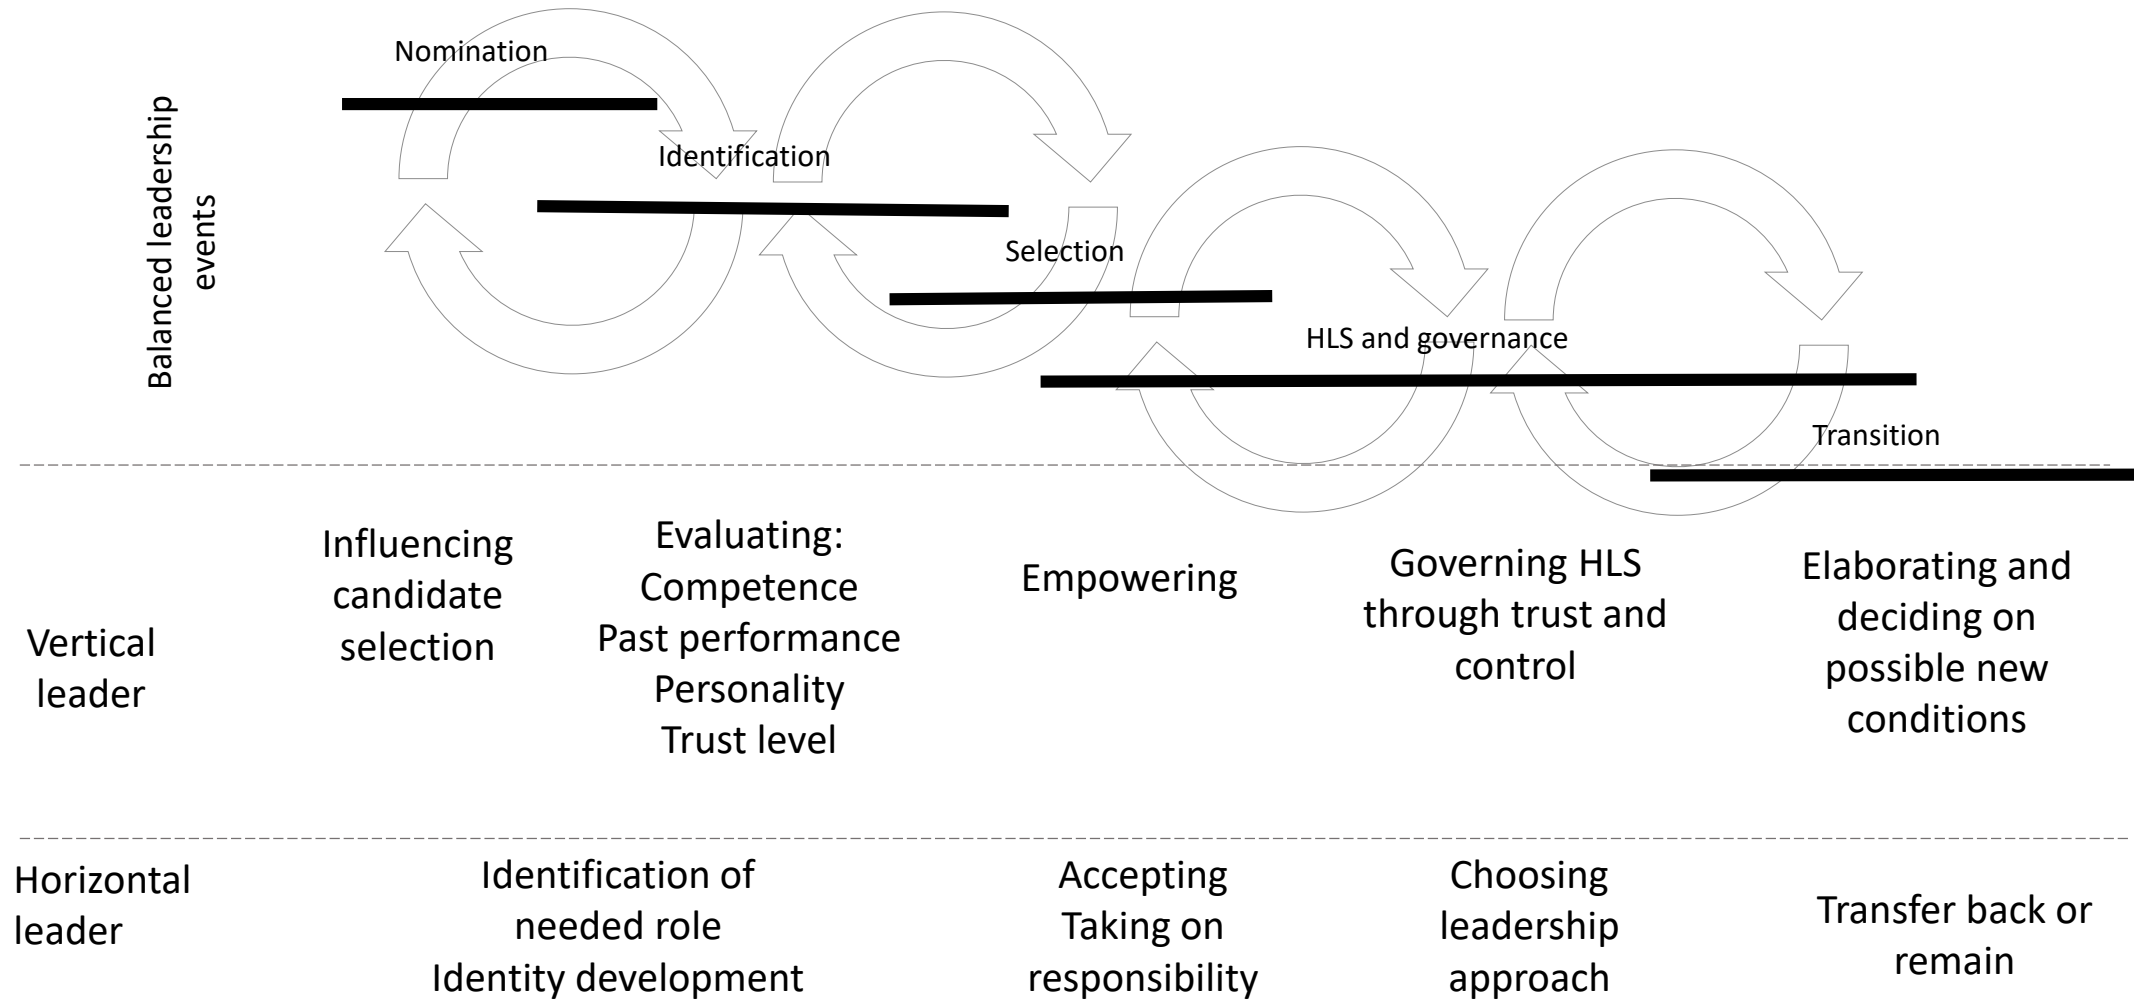 Nomination
Balanced leadership
events
Identification
Selection
HLS and governance
Transition
Vertical
leader
Influencing
candidate
selection
Evaluating:
Competence
Past performance
Personality
Trust level
Empowering
Governing HLS
through trust and
control
Elaborating and
deciding on
possible new
conditions
Horizontal
leader
Identification of
needed role
Identity development
Accepting
Taking on
responsibility
Choosing
leadership
approach
Transfer back or
remain